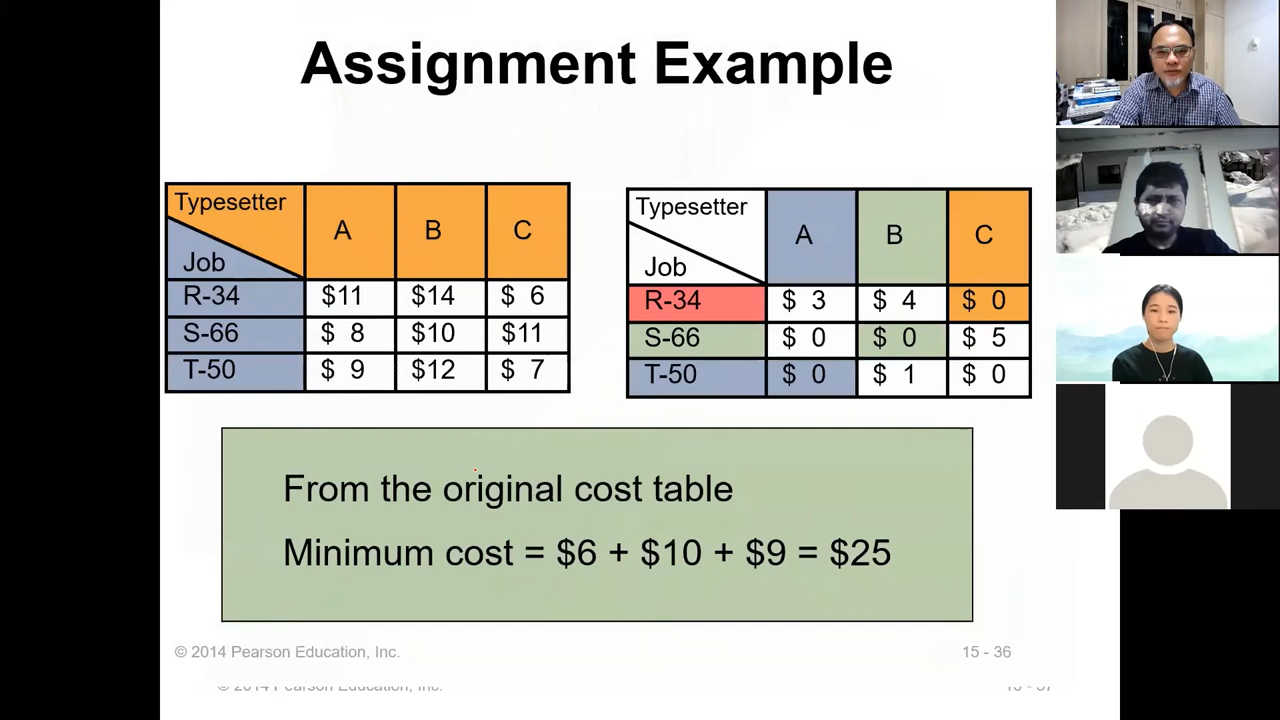 Assignment Example
Typesetter
Job
A B C
R-34 $11 $14 $ 6
S-66 $ 8 $10 $11
T-50 $ 9 $12 $ 7
Typesetter
Job
A B C
R-34 $ 3 $ 4 $ 0
S-66 $ 0 $ 0 $ 5
T-50 $ 0 $ 1 $ 0
From the original cost table
Minimum cost = $6 + $10 + $9 = $25
© 2014 Pearson Education, Inc.
15 - 36
© 2014 Pearson Education, Inc.
15 - 37